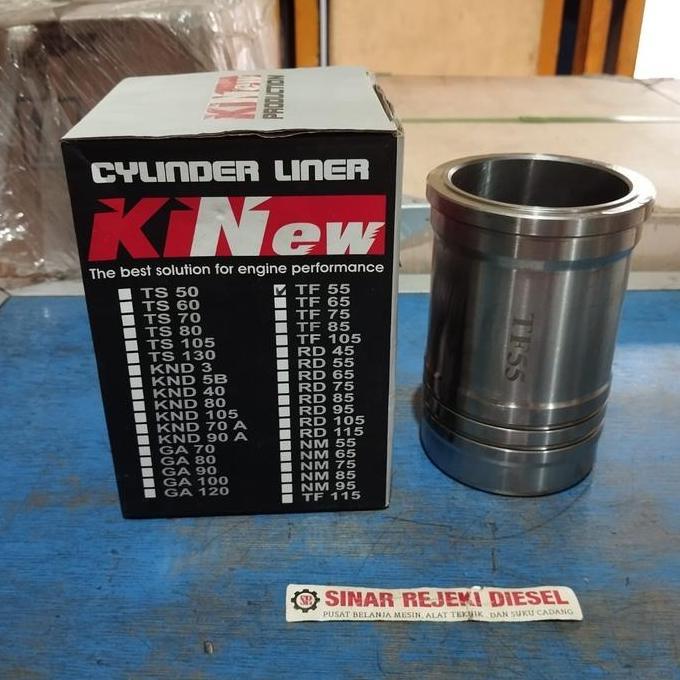 KiNew
PRODUCTION
CYLINDER LINER
KiNew
The best solution for engine performance
TS 50
TS 60
TS 70
TS 80
TS 105
TS 130
KND 3
KND 5B
KND 40
KND 80
KND 105
KND 70 A
KND 90 A
GA 70
GA 80
GA 90
GA 100
GA 120
TF 55
TF 65
TF 75
TF 85
TF 105
RD 45
RD 55
RD 65
RD 75
RD 85
RD 95
RD 105
RD 115
NM 55
NM 65
NM 75
NM 85
NM 95
TF 115
TF55
SR SINAR REJEKI DIESEL
PUSAT BELANJA MESIN, ALAT TEKNIK, DAN SUKU CADANG